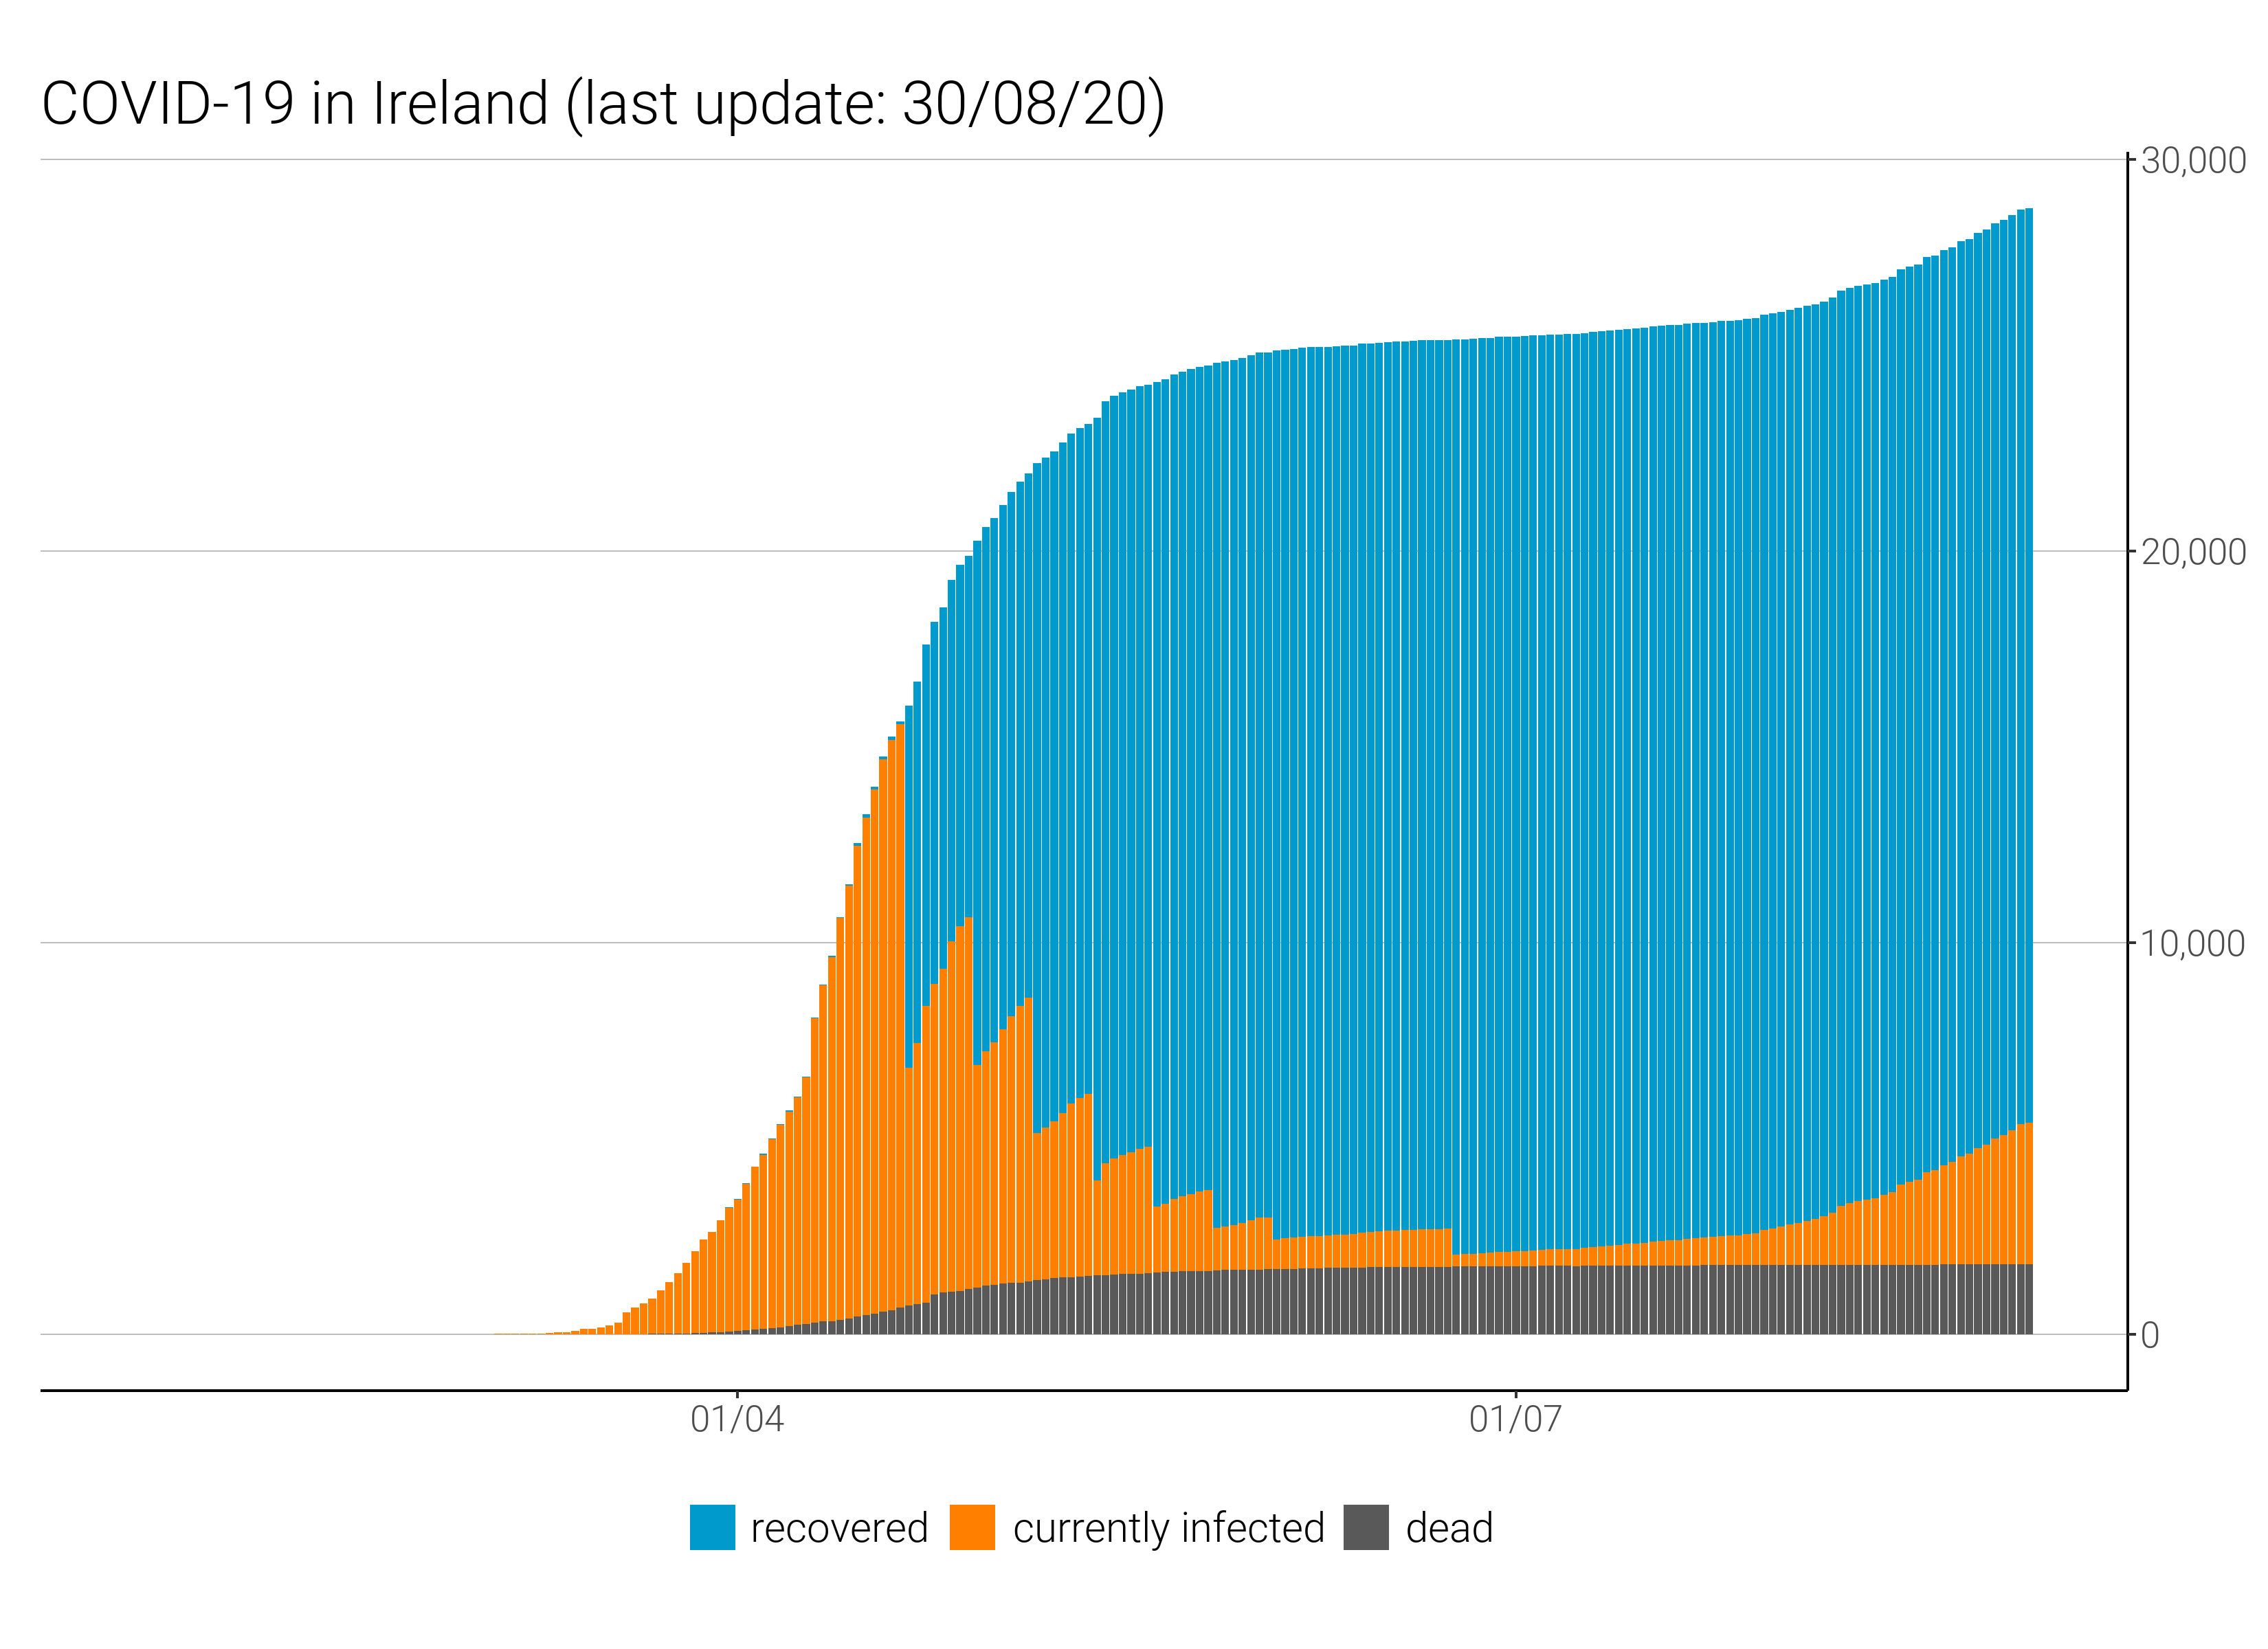 COVID-19 in Ireland (last update: 30/08/20)
30,000
20,000
10,000
0
01/04 01/07
recovered currently infected dead